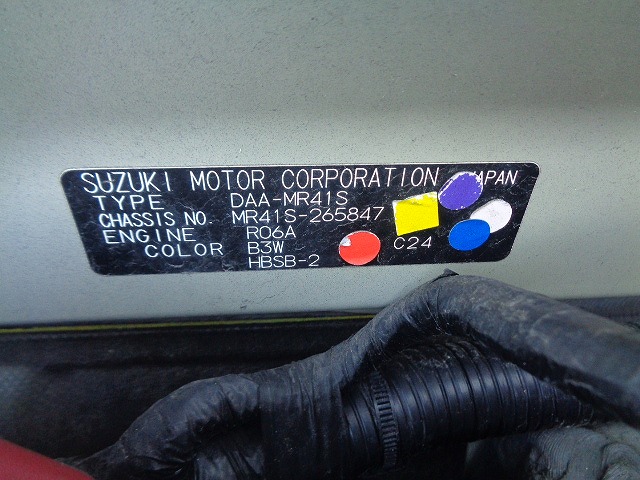 SUZUKI MOTOR CORPORATION JAPAN
TYPE DAA-MR41S
CHASSIS NO. MR41S-265847
ENGINE R06A
COLOR B3W C24
HBSB-2